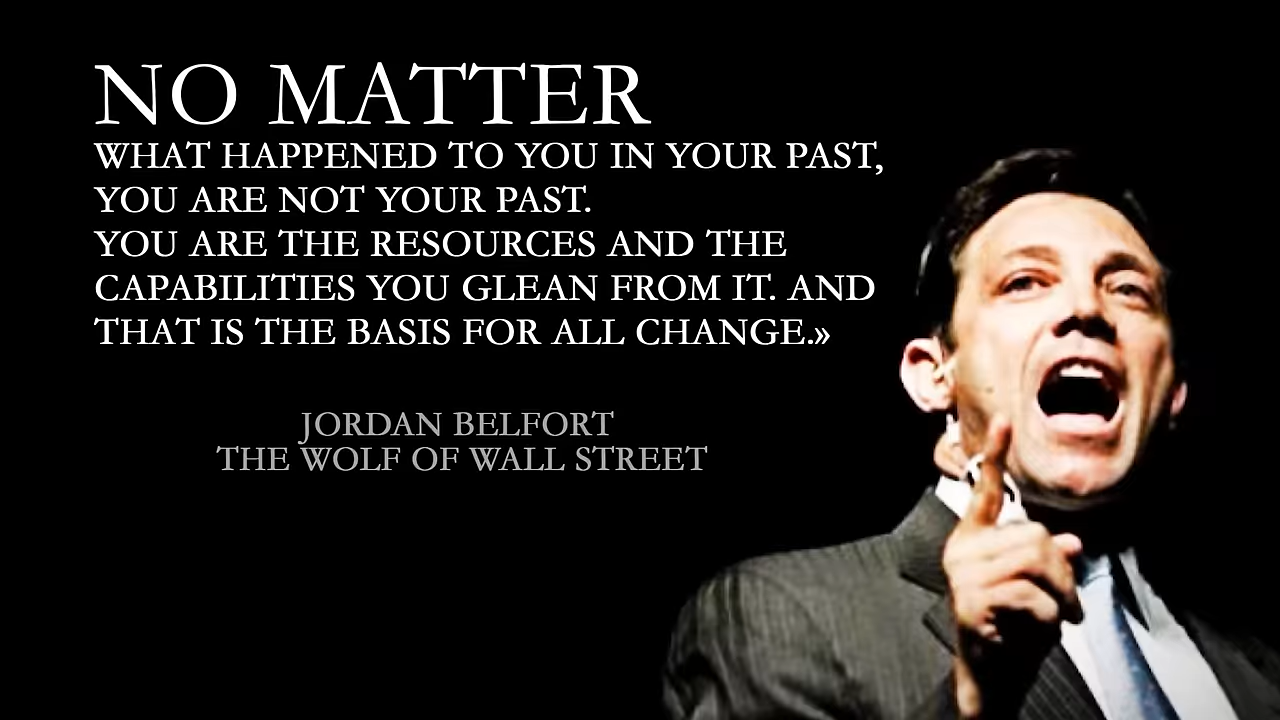 NO MATTER
WHAT HAPPENED TO YOU IN YOUR PAST,
YOU ARE NOT YOUR PAST.
YOU ARE THE RESOURCES AND THE
CAPABILITIES YOU GLEAN FROM IT. AND
THAT IS THE BASIS FOR ALL CHANGE.»
JORDAN BELFORT
THE WOLF OF WALL STREET